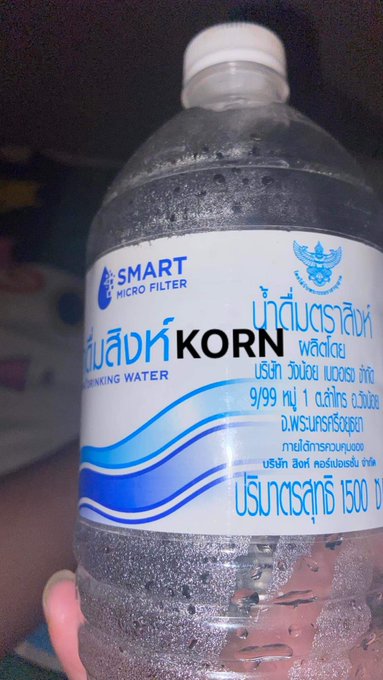 SMART
MICRO FILTER
ดื่มสิงห์
DRINKING WATER
KORN
น้ำดื่มตราสิงห์
ผลิตโดย
บริษัท วังน้อย เบเวอเรช จำกัด
9/99 หมู่ 1 ต.ลำไทร อ.วังน้อย
จ.พระนครศรีอยุธยา
ภายใต้การควบคุมของ
บริษัท สิงห์ คอร์เปอเรชั่น จำกัด
ปริมาตรสุทธิ 1500 ซ